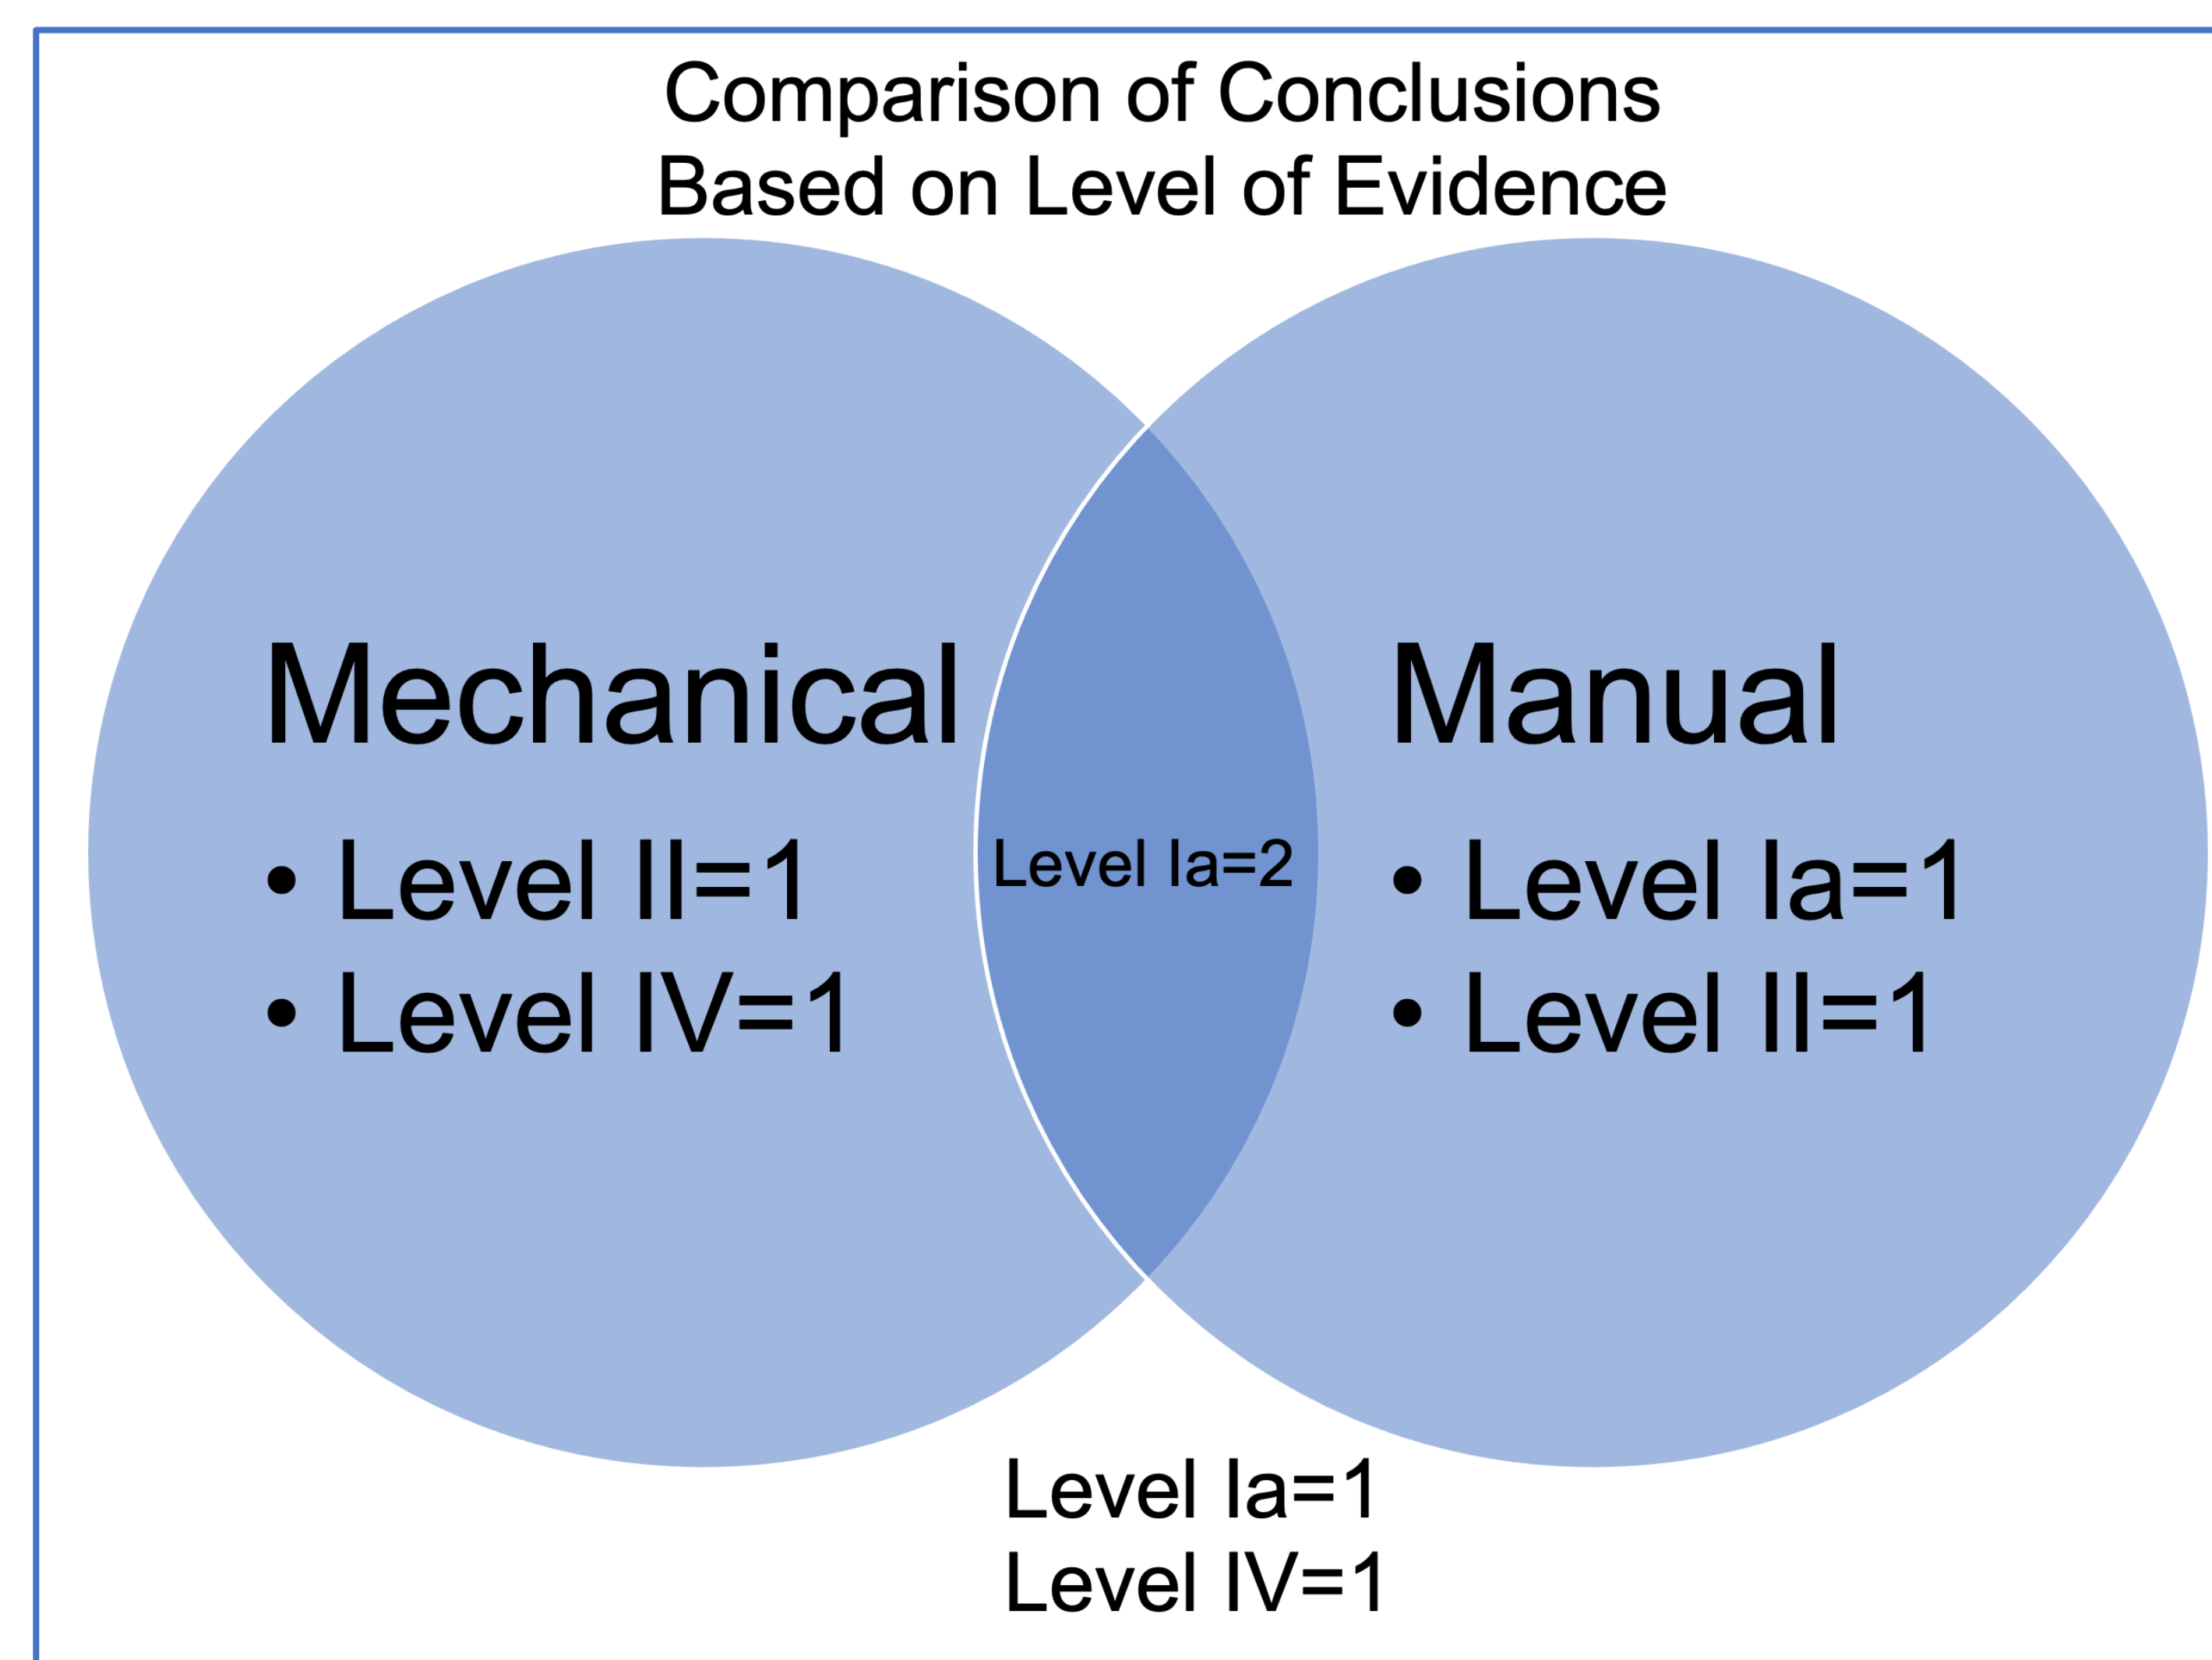 Comparison of Conclusions
Based on Level of Evidence
Mechanical
• Level II=1
• Level IV=1
Level Ia=2
Manual
• Level Ia=1
• Level II=1
Level Ia=1
Level IV=1